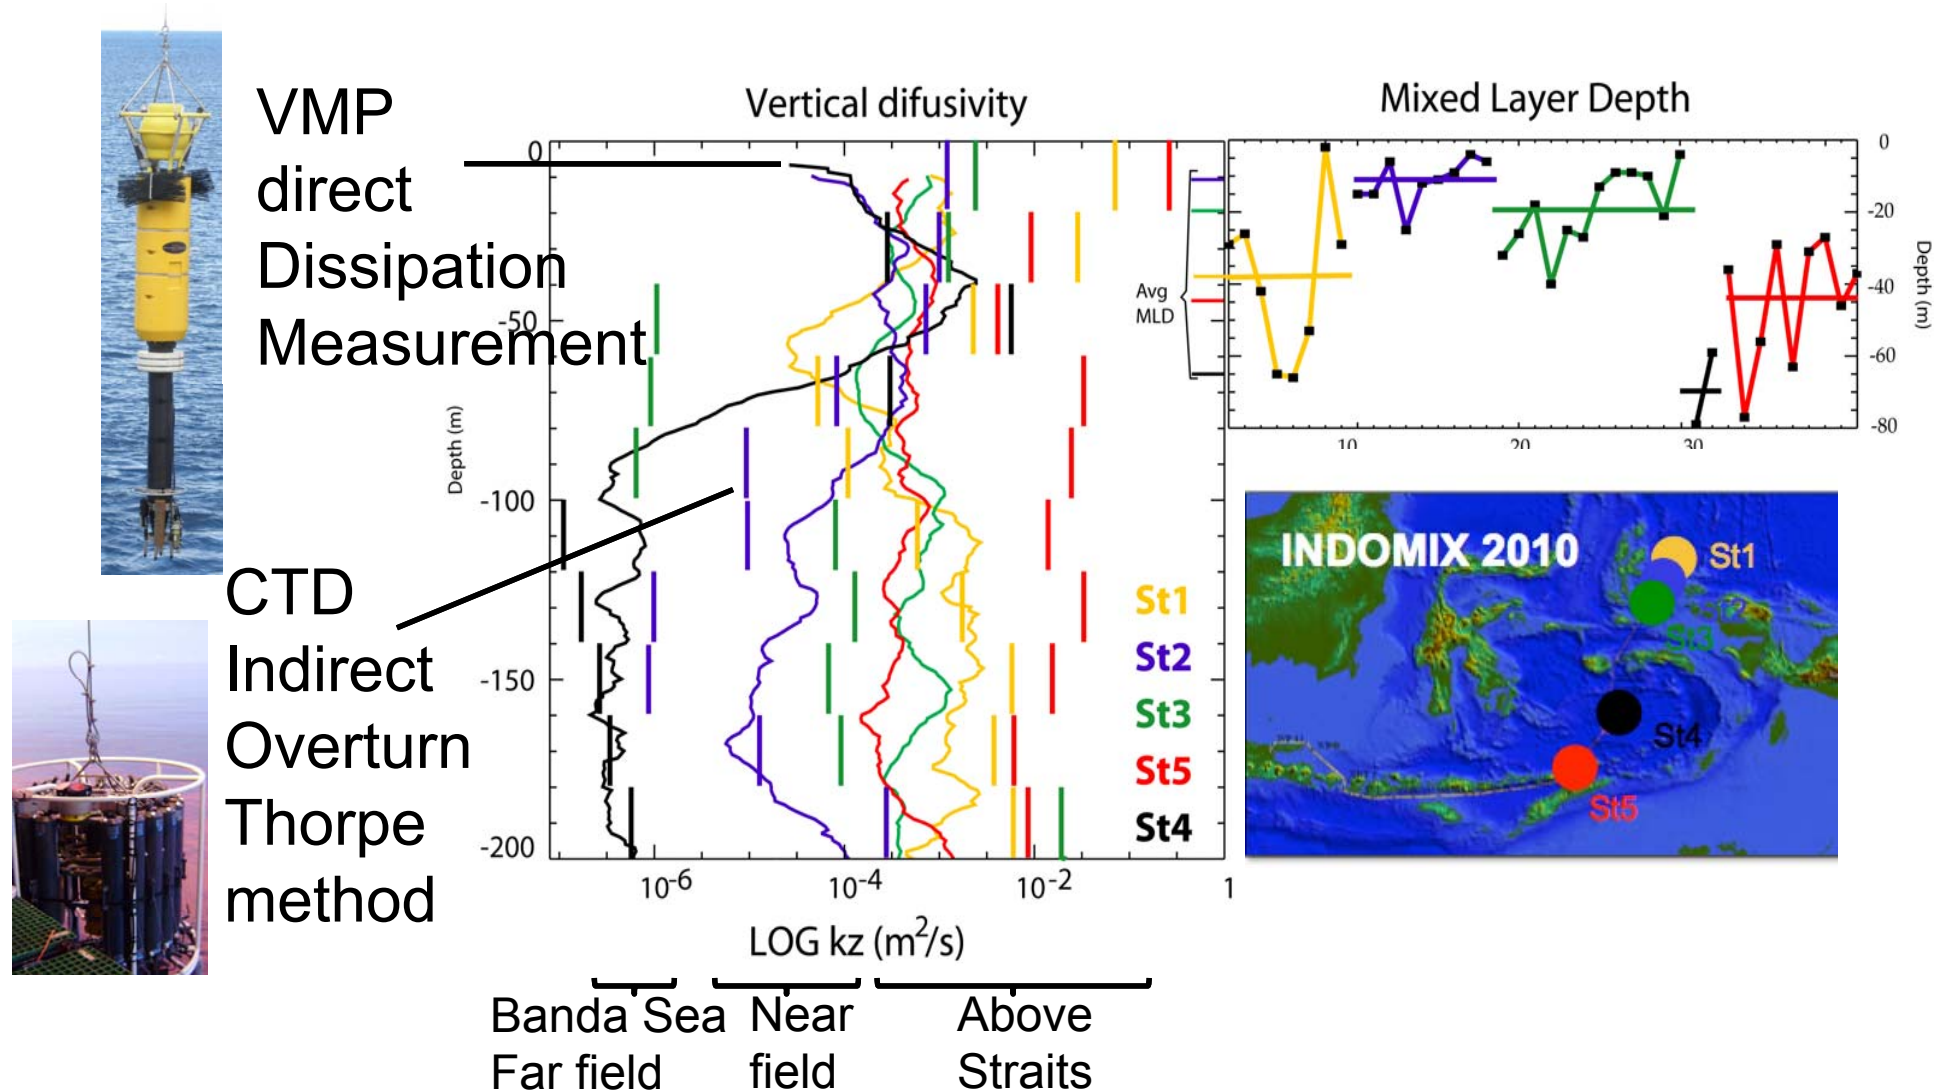 VMP
direct
Dissipation
Measurement
CTD
Indirect
Overturn
Thorpe
method
Vertical difusivity
0
-50
-100
-150
-200
Depth (m)
10-6
10-4
10-2
1
LOG kz (m2/s)
Avg
MLD
St1
St2
St3
St5
St4
Banda Sea
Far field
Near
field
Above
Straits
Mixed Layer Depth
0
-20
-40
-60
-80
Depth (m)
10
20
30
INDOMIX 2010
St1
St3
St4
St5